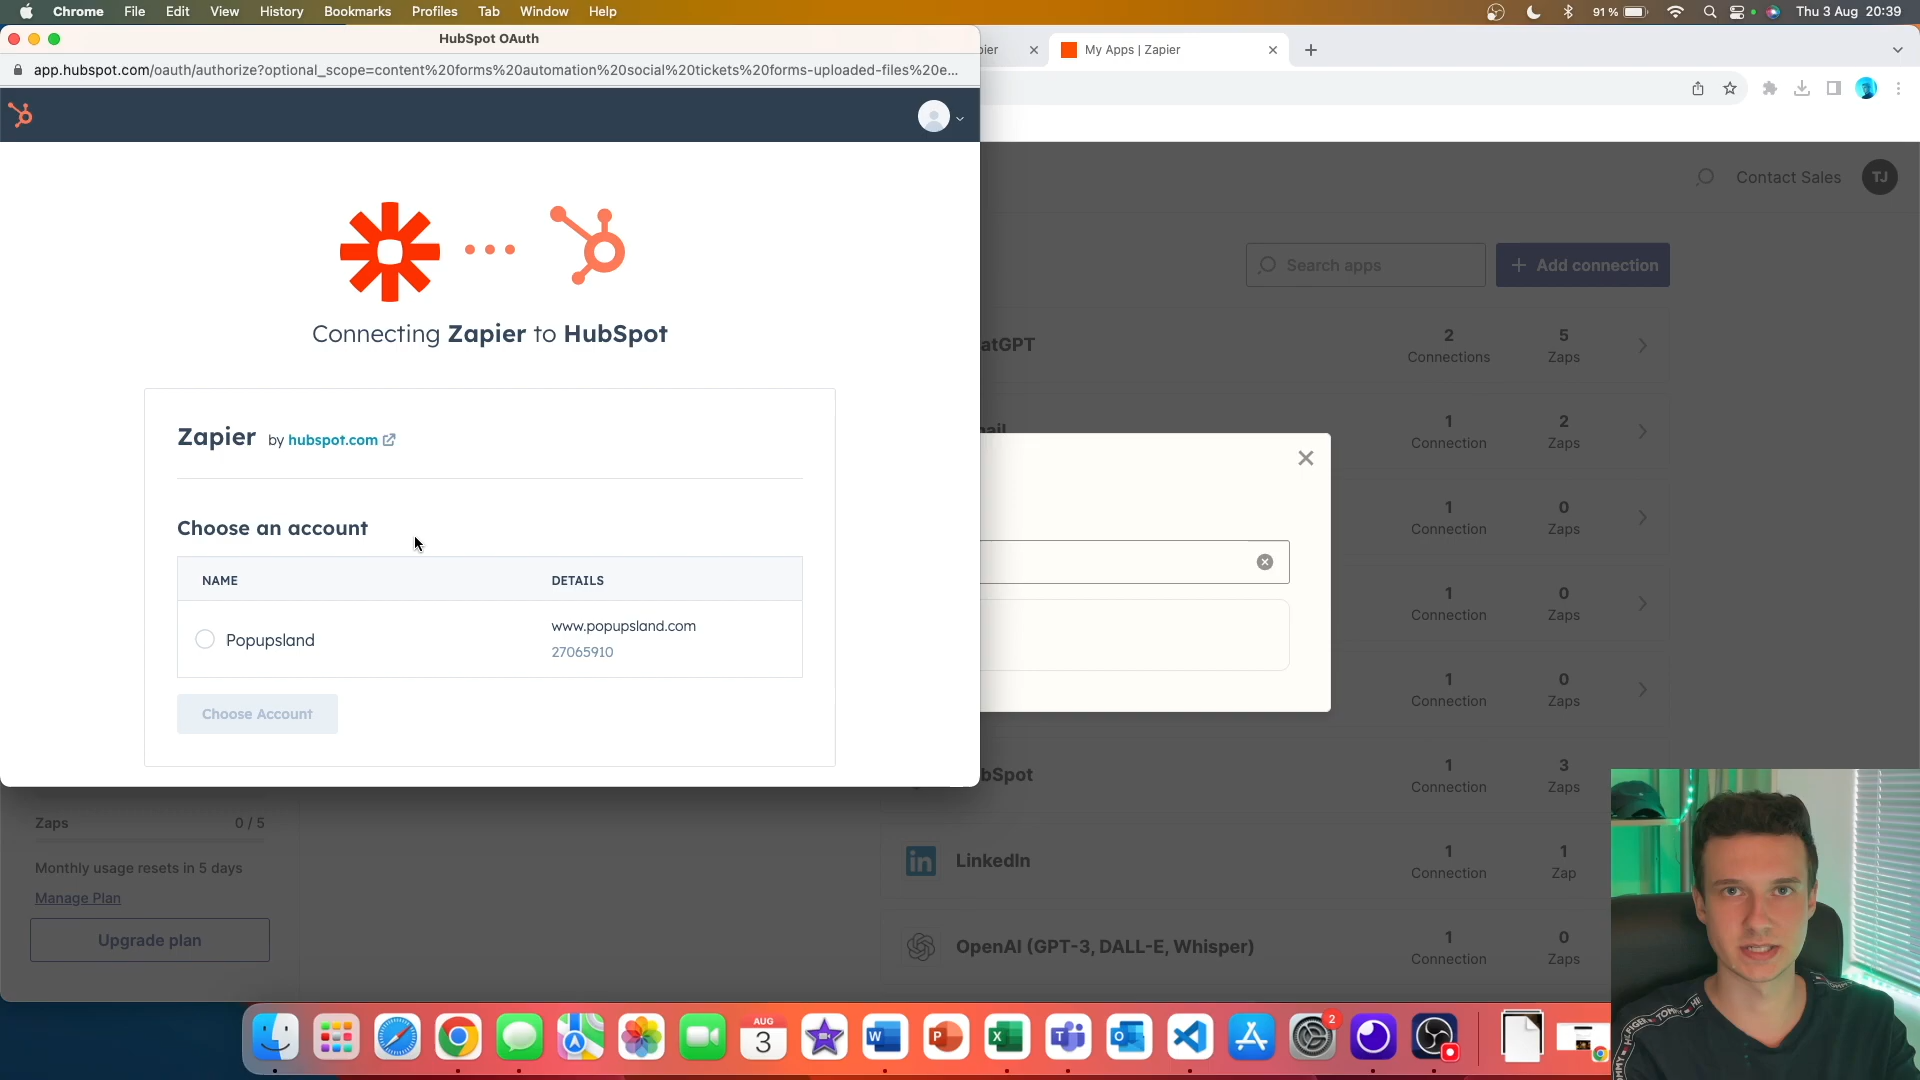 Chrome File Edit View History Bookmarks Profiles Tab Window Help
91 % Thu 3 Aug 20:39
HubSpot OAuth
My Apps | Zapier
app.hubspot.com/oauth/authorize?optional_scope=content%20forms%20automation%20social%20tickets%20forms-uploaded-files%20e...
Contact Sales TJ
Connecting Zapier to HubSpot
Search apps + Add connection
Zapier by hubspot.com
Choose an account
NAME DETAILS
Popupsland www.popupsland.com
27065910
Choose Account
atGPT 2 5
Connections Zaps
1 2
Connection Zaps
1 0
Connection Zaps
1 0
Connection Zaps
1 0
Connection Zaps
bSpot 1 3
Connection Zaps
LinkedIn 1 1
Connection Zap
OpenAI (GPT-3, DALL-E, Whisper) 1 0
Connection Zaps
Zaps 0 / 5
Monthly usage resets in 5 days
Manage Plan
Upgrade plan
AUG
3
2